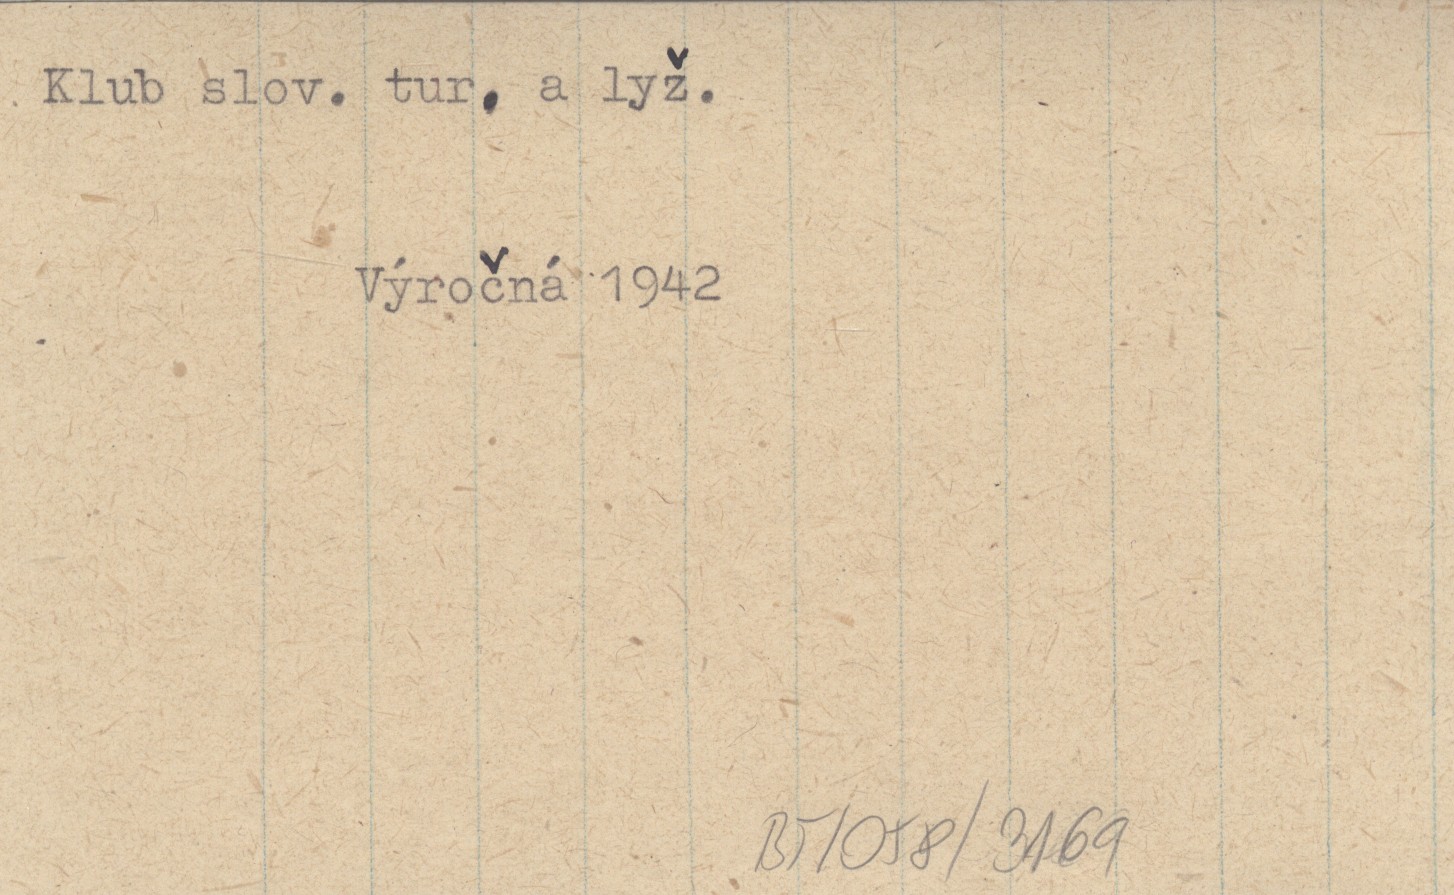 Klub slov. tur. a lyž.
Výročná 1942
BT/058/3169